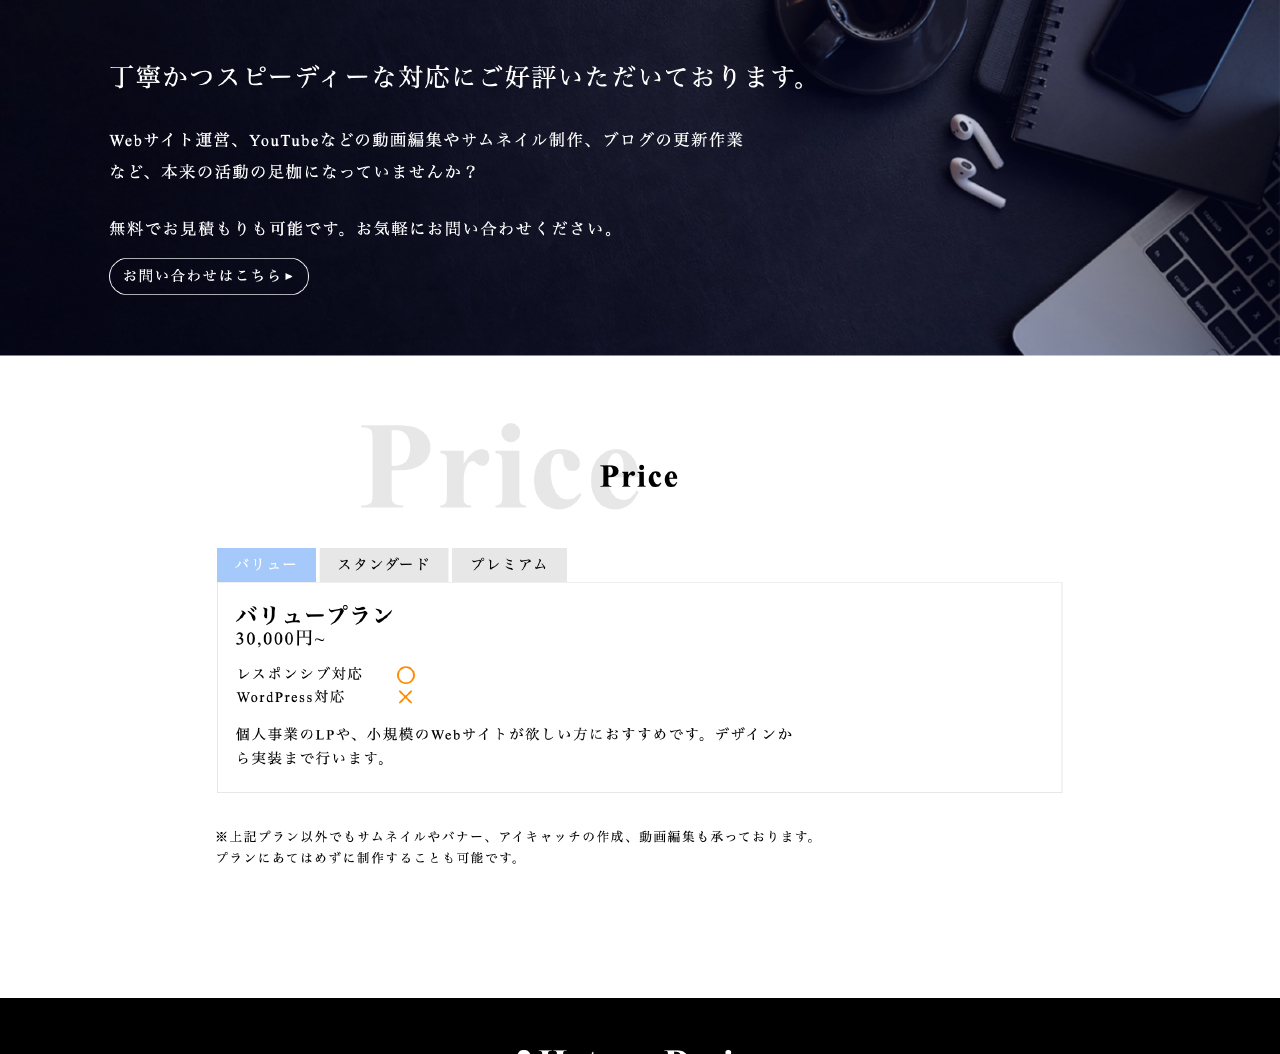 丁寧かつスピーディーな対応にご好評いただいております。
Webサイト運営、YouTubeなどの動画編集やサムネイル制作、ブログの更新作業
など、本来の活動の足枷になっていませんか？
無料でお見積もりも可能です。お気軽にお問い合わせください。
お問い合わせはこちら▸
Price
Price
バリュー
スタンダード
プレミアム
バリュープラン
30,000円~
レスポンシブ対応 ○
WordPress対応 ×
個人事業のLPや、小規模のWebサイトが欲しい方におすすめです。デザインか
ら実装まで行います。
※上記プラン以外でもサムネイルやバナー、アイキャッチの作成、動画編集も承っております。
プランにあてはめずに制作することも可能です。